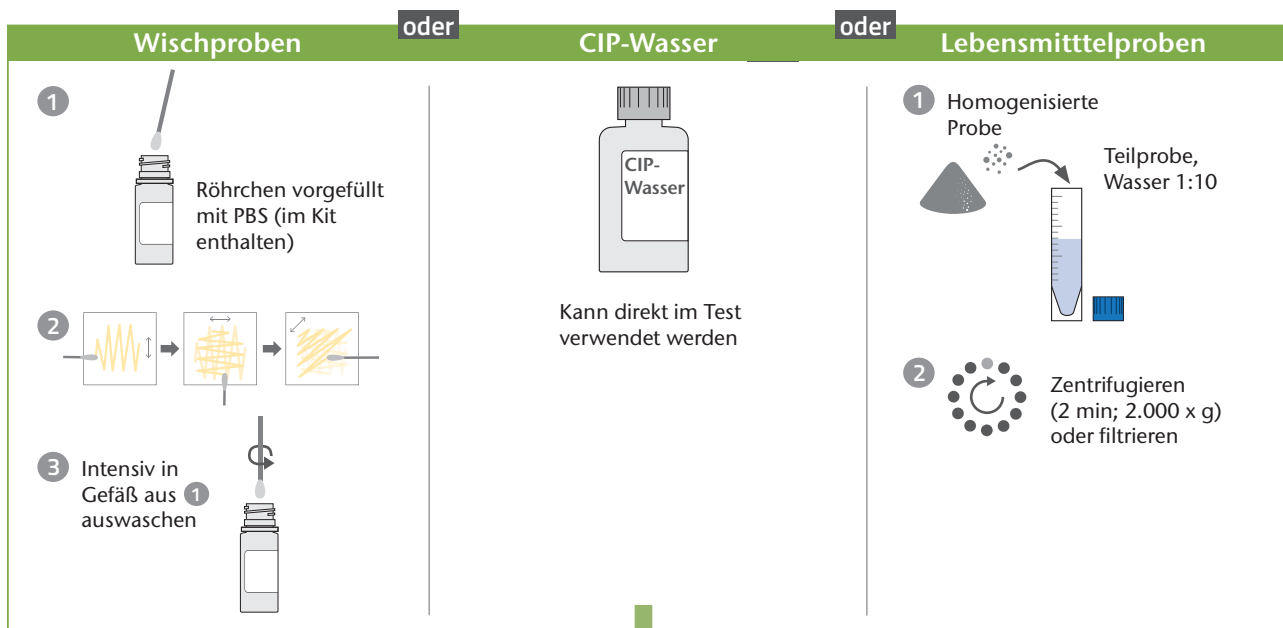 oder
oder
Wischproben
CIP-Wasser
Lebensmitttelproben
1
Röhrchen vorgefüllt
mit PBS (im Kit
enthalten)
2
3 Intensiv in
Gefäß aus 1
auswaschen
CIP-
Wasser
Kann direkt im Test
verwendet werden
1 Homogenisierte
Probe
Teilprobe,
Wasser 1:10
2
Zentrifugieren
(2 min; 2.000 x g)
oder filtrieren